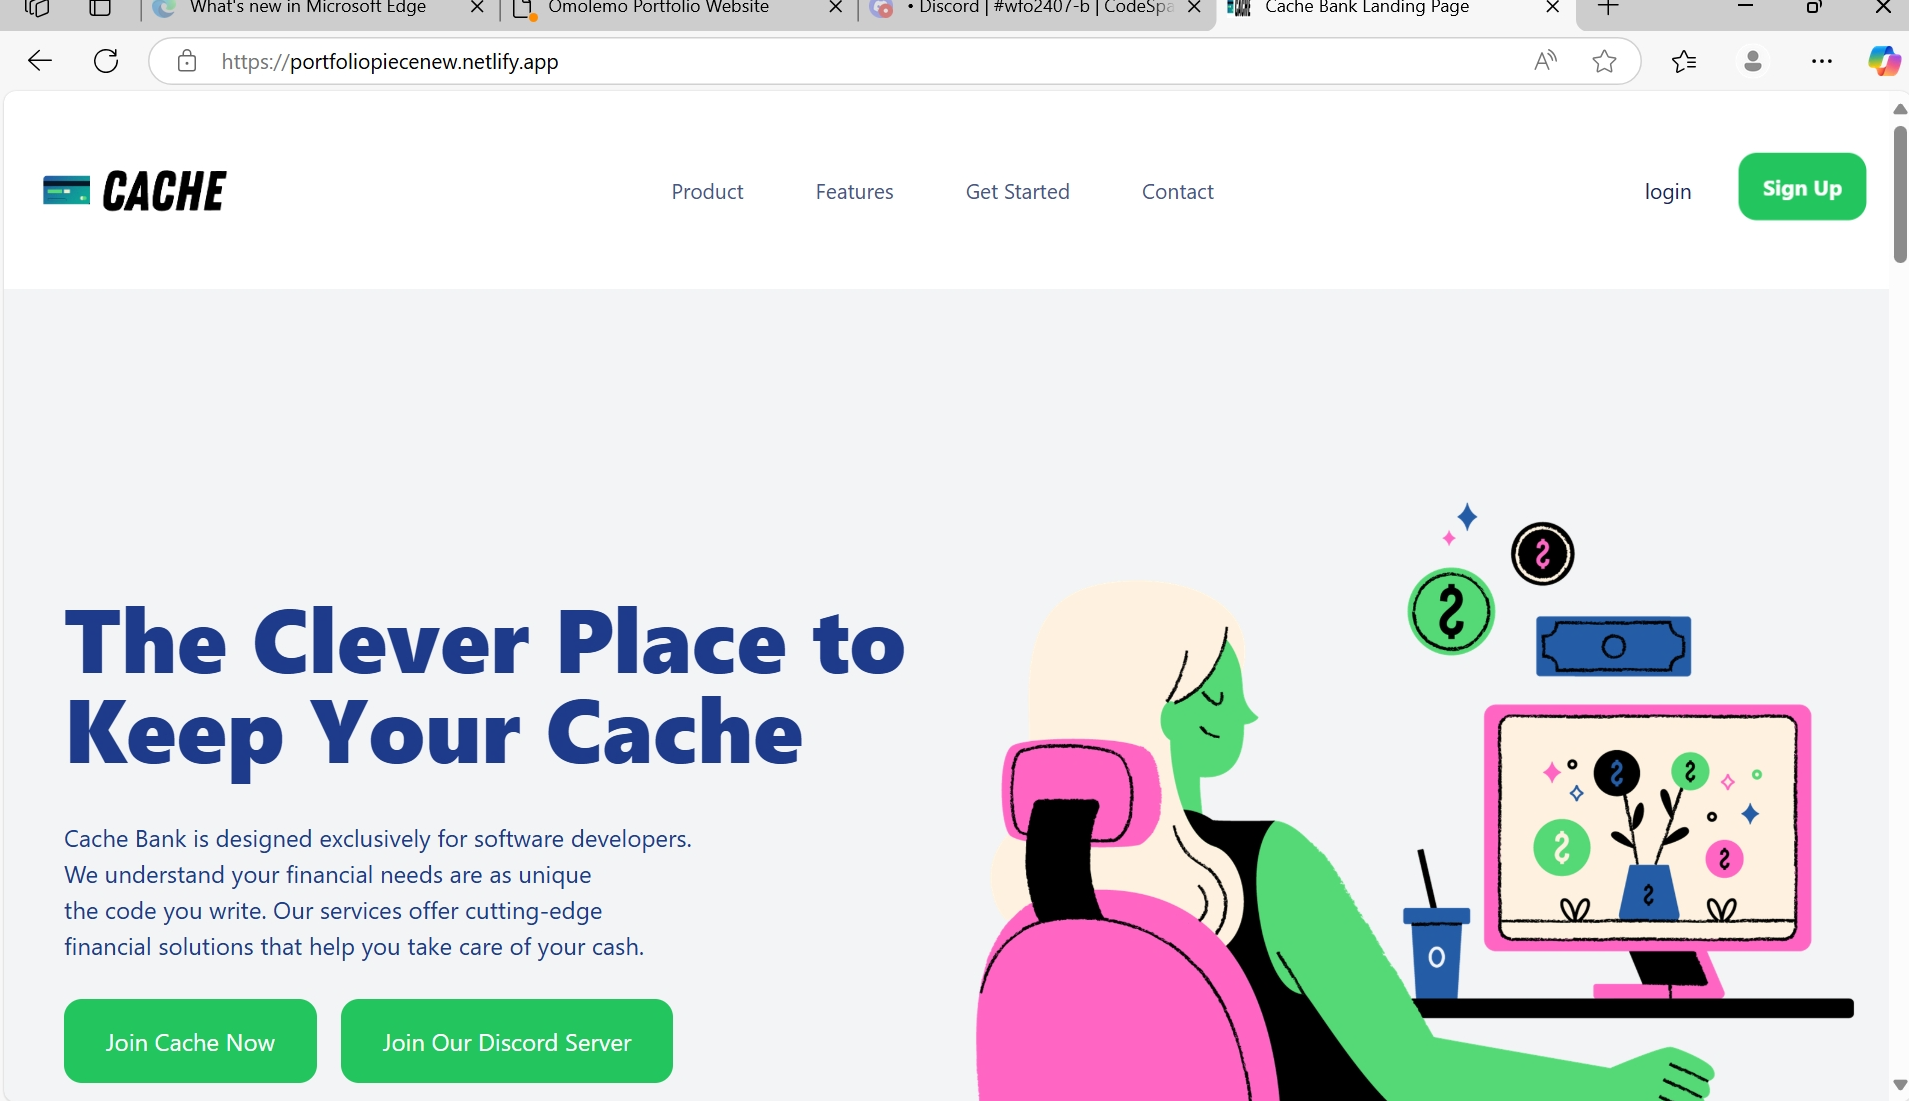 What's new in Microsoft Edge
Omolemo Portfolio Website
• Discord | #wfo2407-b | CodeSpa
Cache Bank Landing Page
https://portfoliopiecenew.netlify.app
CACHE
Product
Features
Get Started
Contact
login
Sign Up
The Clever Place to
Keep Your Cache
Cache Bank is designed exclusively for software developers.
We understand your financial needs are as unique
the code you write. Our services offer cutting-edge
financial solutions that help you take care of your cash.
Join Cache Now
Join Our Discord Server